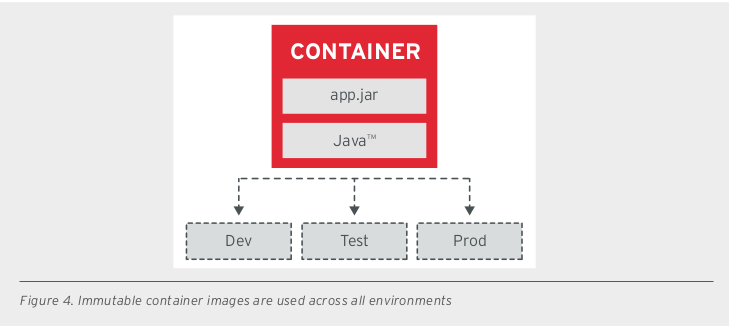 CONTAINER
app.jar
Java™
Dev
Test
Prod
Figure 4. Immutable container images are used across all environments